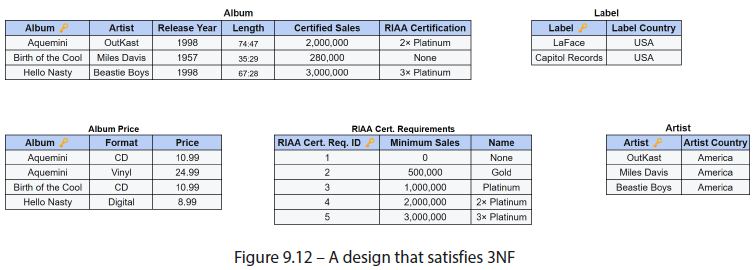 Album
Album Artist Release Year Length Certified Sales RIAA Certification
Aquemini OutKast 1998 74:47 2,000,000 2× Platinum
Birth of the Cool Miles Davis 1957 35:29 280,000 None
Hello Nasty Beastie Boys 1998 67:28 3,000,000 3× Platinum
Label
Label Label Country
LaFace USA
Capitol Records USA
Album Price
Album Format Price
Aquemini CD 10.99
Aquemini Vinyl 24.99
Birth of the Cool CD 10.99
Hello Nasty Digital 8.99
RIAA Cert. Requirements
RIAA Cert. Req. ID Minimum Sales Name
1 0 None
2 500,000 Gold
3 1,000,000 Platinum
4 2,000,000 2× Platinum
5 3,000,000 3× Platinum
Artist
Artist Artist Country
OutKast America
Miles Davis America
Beastie Boys America
Figure 9.12 – A design that satisfies 3NF